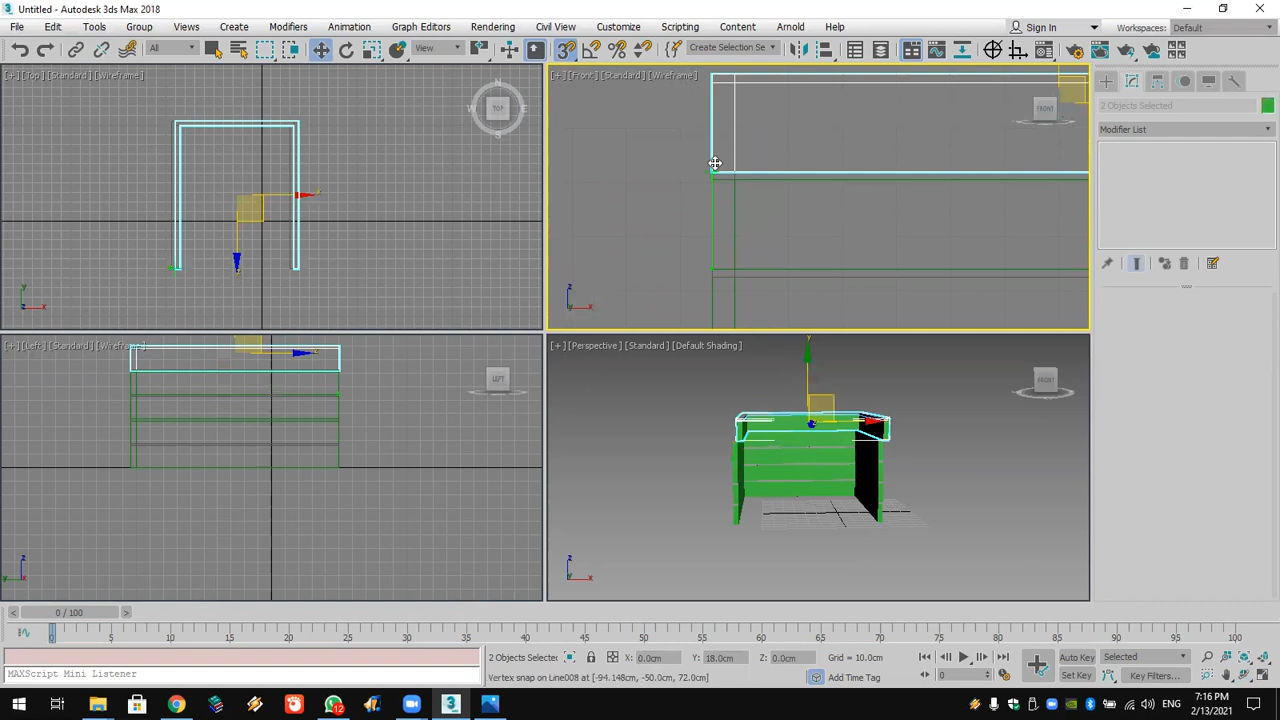 Untitled - Autodesk 3ds Max 2018
File Edit Tools Group Views Create Modifiers Animation Graph Editors Rendering Civil View Customize Scripting Content Arnold Help
Sign In Workspaces: Default
All View Create Selection Se
[+] [Top] [Standard] [Wireframe]
N
W TOP E
S
y
z x
[+] [Front] [Standard] [Wireframe]
FRONT
z
x
2 Objects Selected
Modifier List
[+] [Left] [Standard] [Wireframe]
LEFT
z
y
[+] [Perspective] [Standard] [Default Shading]
FRONT
z
x
< 0 / 100 >
0 5 10 15 20 25 30 35 40 45 50 55 60 65 70 75 80 85 90 95 100
2 Objects Selected X: 0.0cm Y: 18.0cm Z: 0.0cm Grid = 10.0cm Auto Key Selected
MAXScript Mini Listener Vertex snap on Line008 at [-94.148cm, -50.0cm, 72.0cm] Add Time Tag 0 Set Key Key Filters...
12
ENG
7:16 PM
2/13/2021